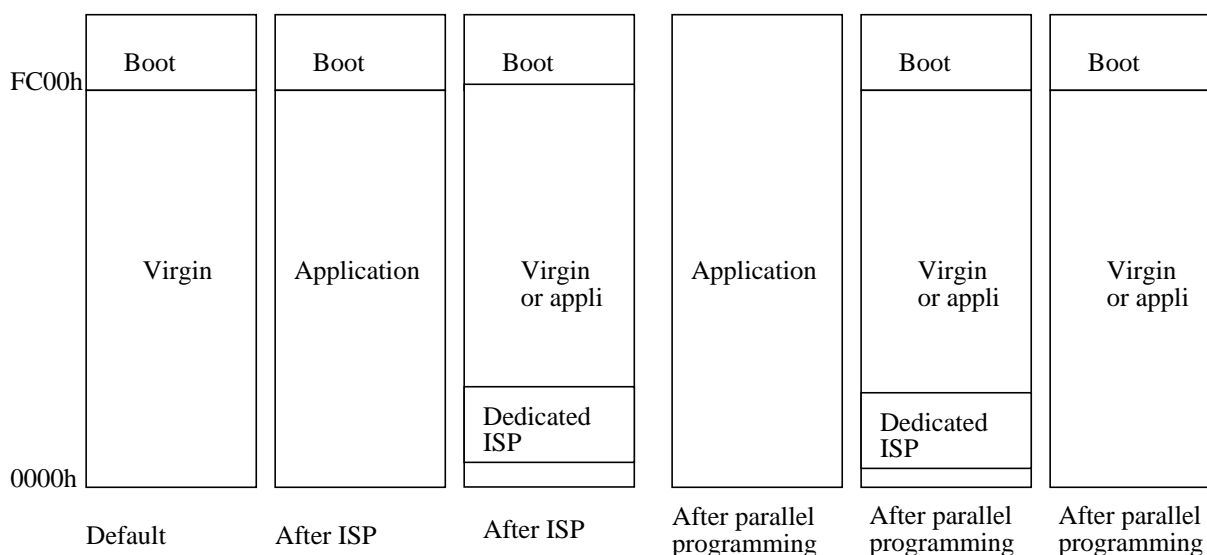 Boot
Boot
Boot
Boot
Boot
FC00h
Virgin
Application
Virgin
or appli
Application
Virgin
or appli
Virgin
or appli
Dedicated
ISP
Dedicated
ISP
0000h
Default
After ISP
After ISP
After parallel
programming
After parallel
programming
After parallel
programming